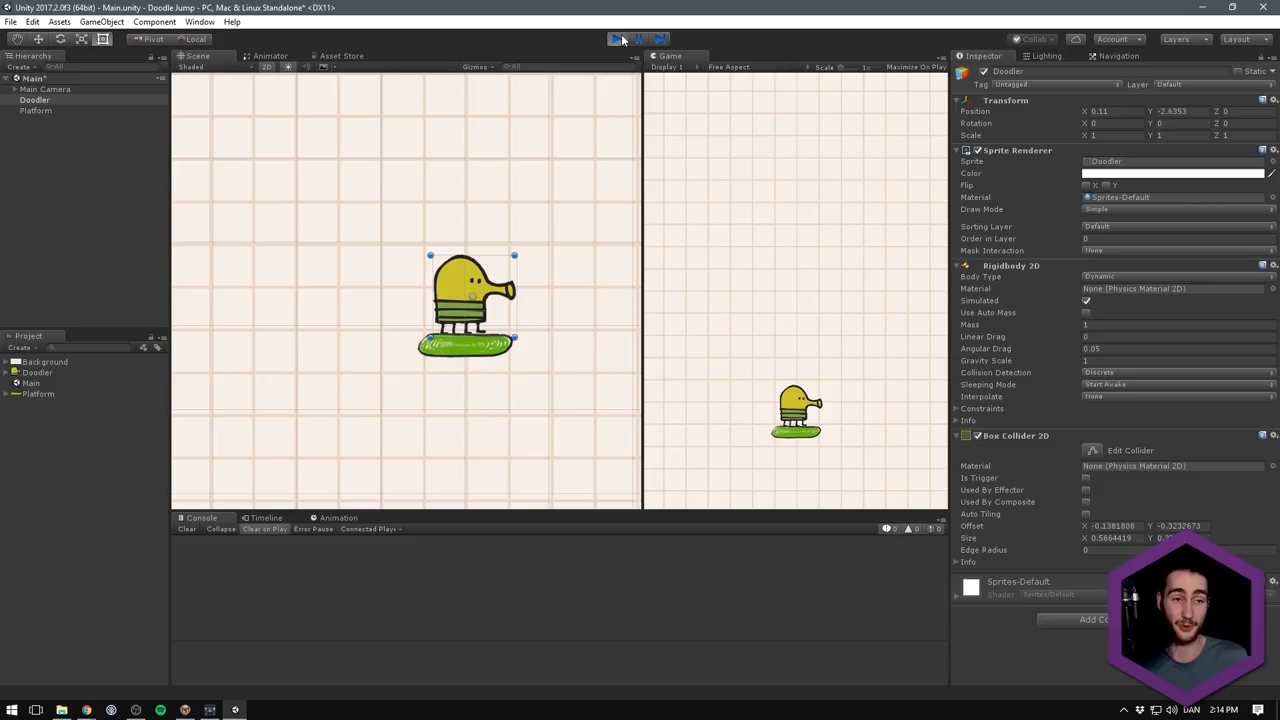 Unity 2017.2.0f3 (64bit) - Main.unity - Doodle Jump - PC, Mac & Linux Standalone* <DX11>
File Edit Assets GameObject Component Window Help
Pivot Local Collab Account Layers Layout
Hierarchy
Create All
Main*
Main Camera
Doodler
Platform
Scene Animator Asset Store
Shaded 2D Gizmos All
Game
Display 1 Free Aspect Scale 1x Maximize On Play
Project
Create
Background
Doodler
Main
Platform
Console Timeline Animation
Clear Collapse Clear on Play Error Pause Connected Player
0 0 0
Inspector Lighting Navigation
Doodler Static
Tag Untagged Layer Default
Transform
Position X 0.11 Y -2.6353 Z 0
Rotation X 0 Y 0 Z 0
Scale X 1 Y 1 Z 1
Sprite Renderer
Sprite Doodler
Color
Flip X Y
Material Sprites-Default
Draw Mode Simple
Sorting Layer Default
Order in Layer 0
Mask Interaction None
Rigidbody 2D
Body Type Dynamic
Material None (Physics Material 2D)
Simulated
Use Auto Mass
Mass 1
Linear Drag 0
Angular Drag 0.05
Gravity Scale 1
Collision Detection Discrete
Sleeping Mode Start Awake
Interpolate None
Constraints
Info
Box Collider 2D
Edit Collider
Material None (Physics Material 2D)
Is Trigger
Used By Effector
Used By Composite
Auto Tiling
Offset X -0.1381808 Y -0.3232673
Size X 0.5664419 Y
Edge Radius 0
Info
Sprites-Default
Shader Sprites/Default
Add
DAN 2:14 PM